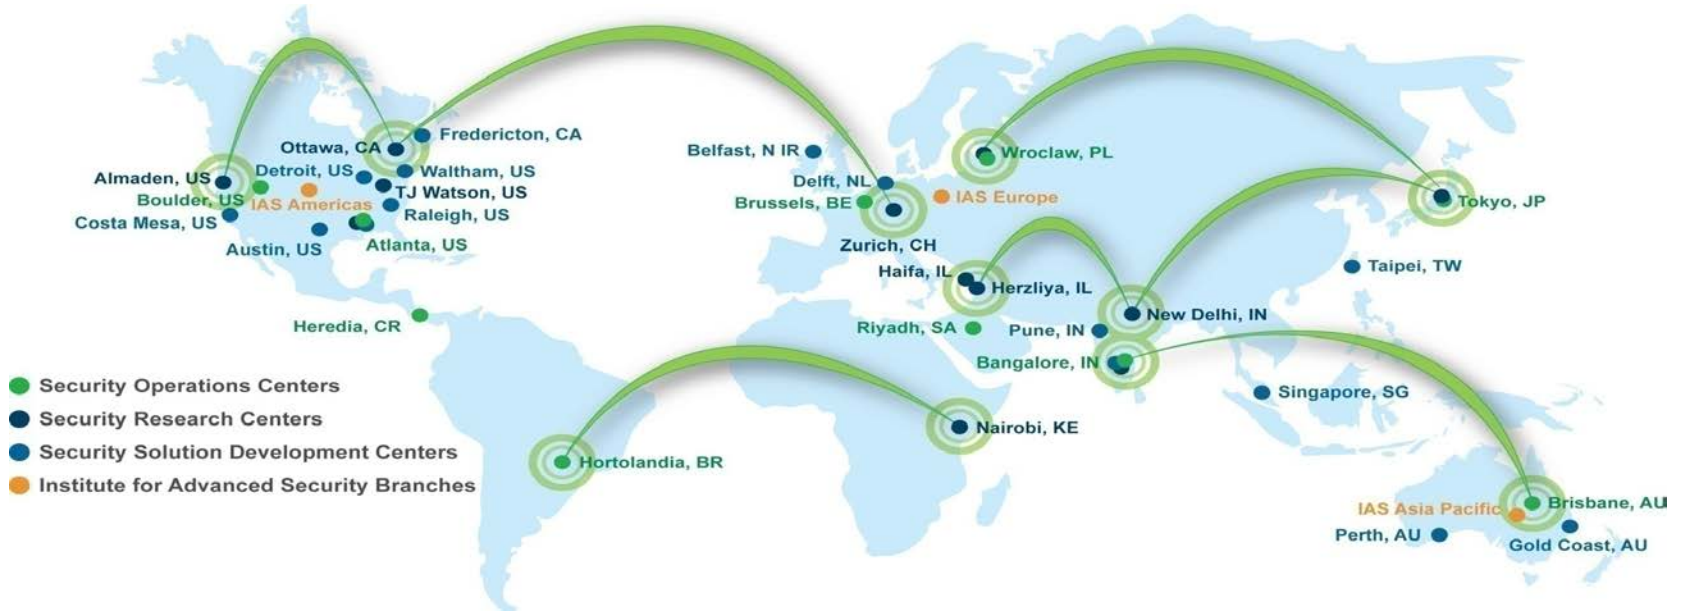 Fredericton, CA
Ottawa, CA
Belfast, N IR
Wroclaw, PL
Detroit, US
Waltham, US
Almaden, US
Delft, NL
TJ Watson, US
Boulder, US
IAS Americas
IAS Europe
Brussels, BE
Tokyo, JP
Raleigh, US
Costa Mesa, US
Atlanta, US
Zurich, CH
Austin, US
Taipei, TW
Haifa, IL
Herzliya, IL
New Delhi, IN
Heredia, CR
Riyadh, SA
Pune, IN
Bangalore, IN
Security Operations Centers
Singapore, SG
Security Research Centers
Nairobi, KE
Security Solution Development Centers
Hortolandia, BR
Institute for Advanced Security Branches
Brisbane, AU
IAS Asia Pacific
Perth, AU
Gold Coast, AU